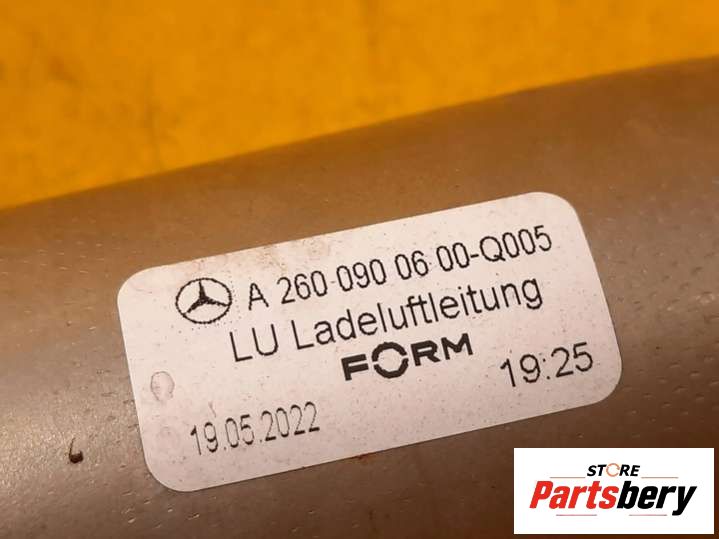 A 260 090 06 00-Q005
LU Ladeluftleitung
FORM
19.05.2022 19:25
STORE
Partsbery